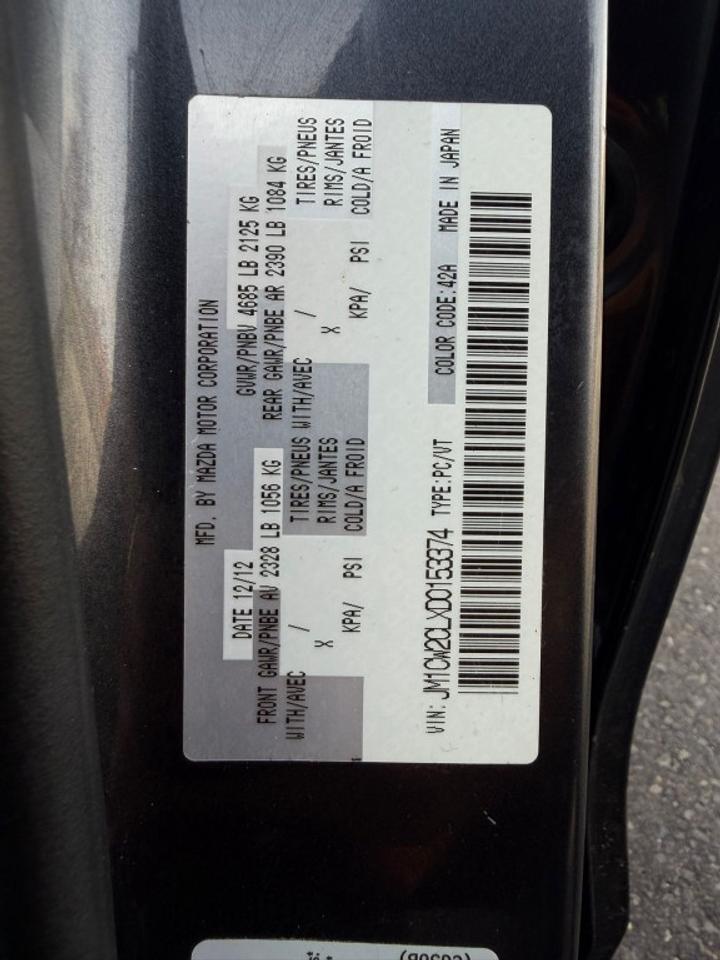 MFD. BY MAZDA MOTOR CORPORATION
DATE 12/12 GVWR/PNBV 4685 LB 2125 KG
FRONT GAWR/PNBE AV 2328 LB 1056 KG REAR GAWR/PNBE AR 2390 LB 1084 KG
WITH/AVEC / TIRES/PNEUS WITH/AVEC / TIRES/PNEUS
X RIMS/JANTES X RIMS/JANTES
KPA/ PSI COLD/A FROID KPA/ PSI COLD/A FROID
VIN: JM1CW2CLXD0153374 TYPE:PC/VT COLOR CODE:42A MADE IN JAPAN